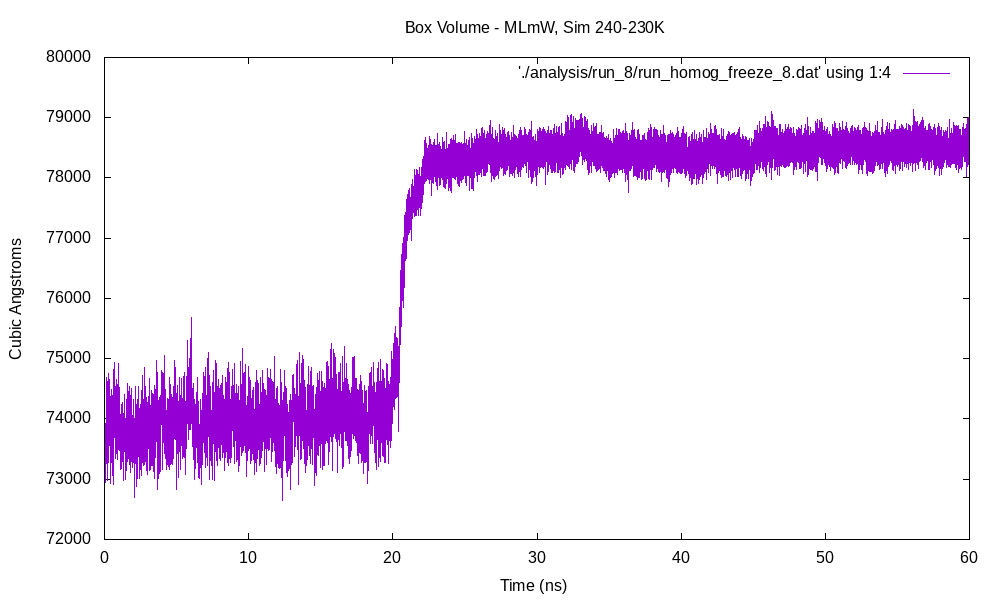 Box Volume - MLmW, Sim 240-230K
'./analysis/run_8/run_homog_freeze_8.dat' using 1:4
80000
79000
78000
77000
76000
75000
74000
73000
72000
Cubic Angstroms
0 10 20 30 40 50 60
Time (ns)